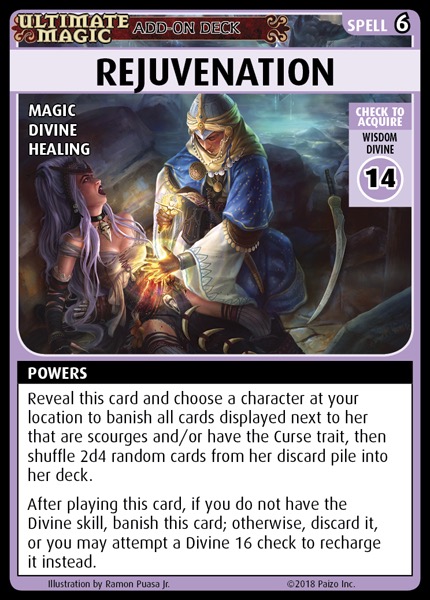 ULTIMATE MAGIC ADD-ON DECK SPELL 6
REJUVENATION
MAGIC
DIVINE
HEALING
CHECK TO
ACQUIRE
WISDOM
DIVINE
14
POWERS
Reveal this card and choose a character at your
location to banish all cards displayed next to her
that are scourges and/or have the Curse trait, then
shuffle 2d4 random cards from her discard pile into
her deck.
After playing this card, if you do not have the
Divine skill, banish this card; otherwise, discard it,
or you may attempt a Divine 16 check to recharge
it instead.
Illustration by Ramon Puasa Jr. ©2018 Paizo Inc.